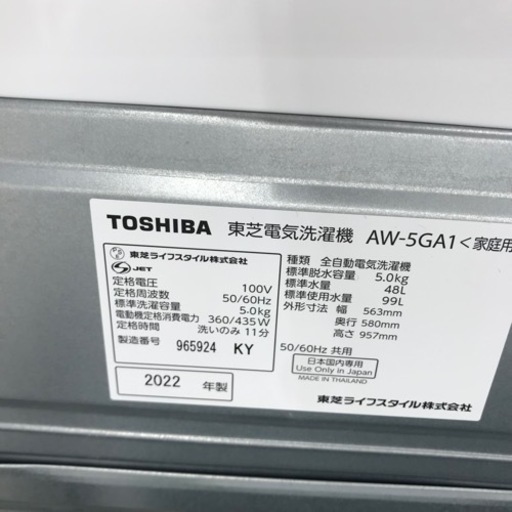 TOSHIBA 東芝電気洗濯機 AW-5GA1<家庭用
東芝ライフスタイル株式会社
S JET
定格電圧 100V
定格周波数 50/60Hz
標準洗濯容量 5.0kg
電動機定格消費電力 360/435W
定格時間 洗いのみ 11分
製造番号 965924 KY
2022 年製
種類 全自動電気洗濯機
標準脱水容量 5.0kg
標準水量 48L
標準使用水量 99L
外形寸法 幅 563mm
奥行 580mm
高さ 957mm
50/60Hz 共用
日本国内専用
Use Only in Japan
MADE IN THAILAND
東芝ライフスタイル株式会社